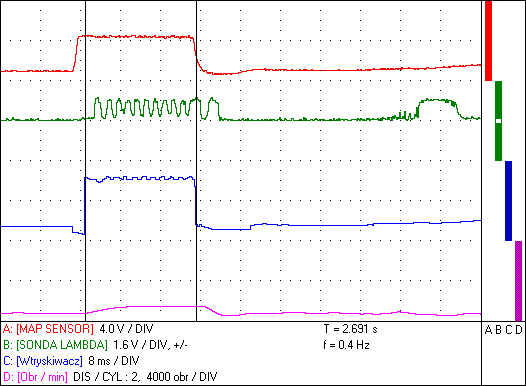 A: [MAP SENSOR] 4.0 V / DIV T = 2.691 s A B C D
B: [SONDA LAMBDA] 1.6 V / DIV, +/- f = 0.4 Hz
C: [Wtryskiwacz] 8 ms / DIV
D: [Obr / min] DIS / CYL : 2, 4000 obr / DIV